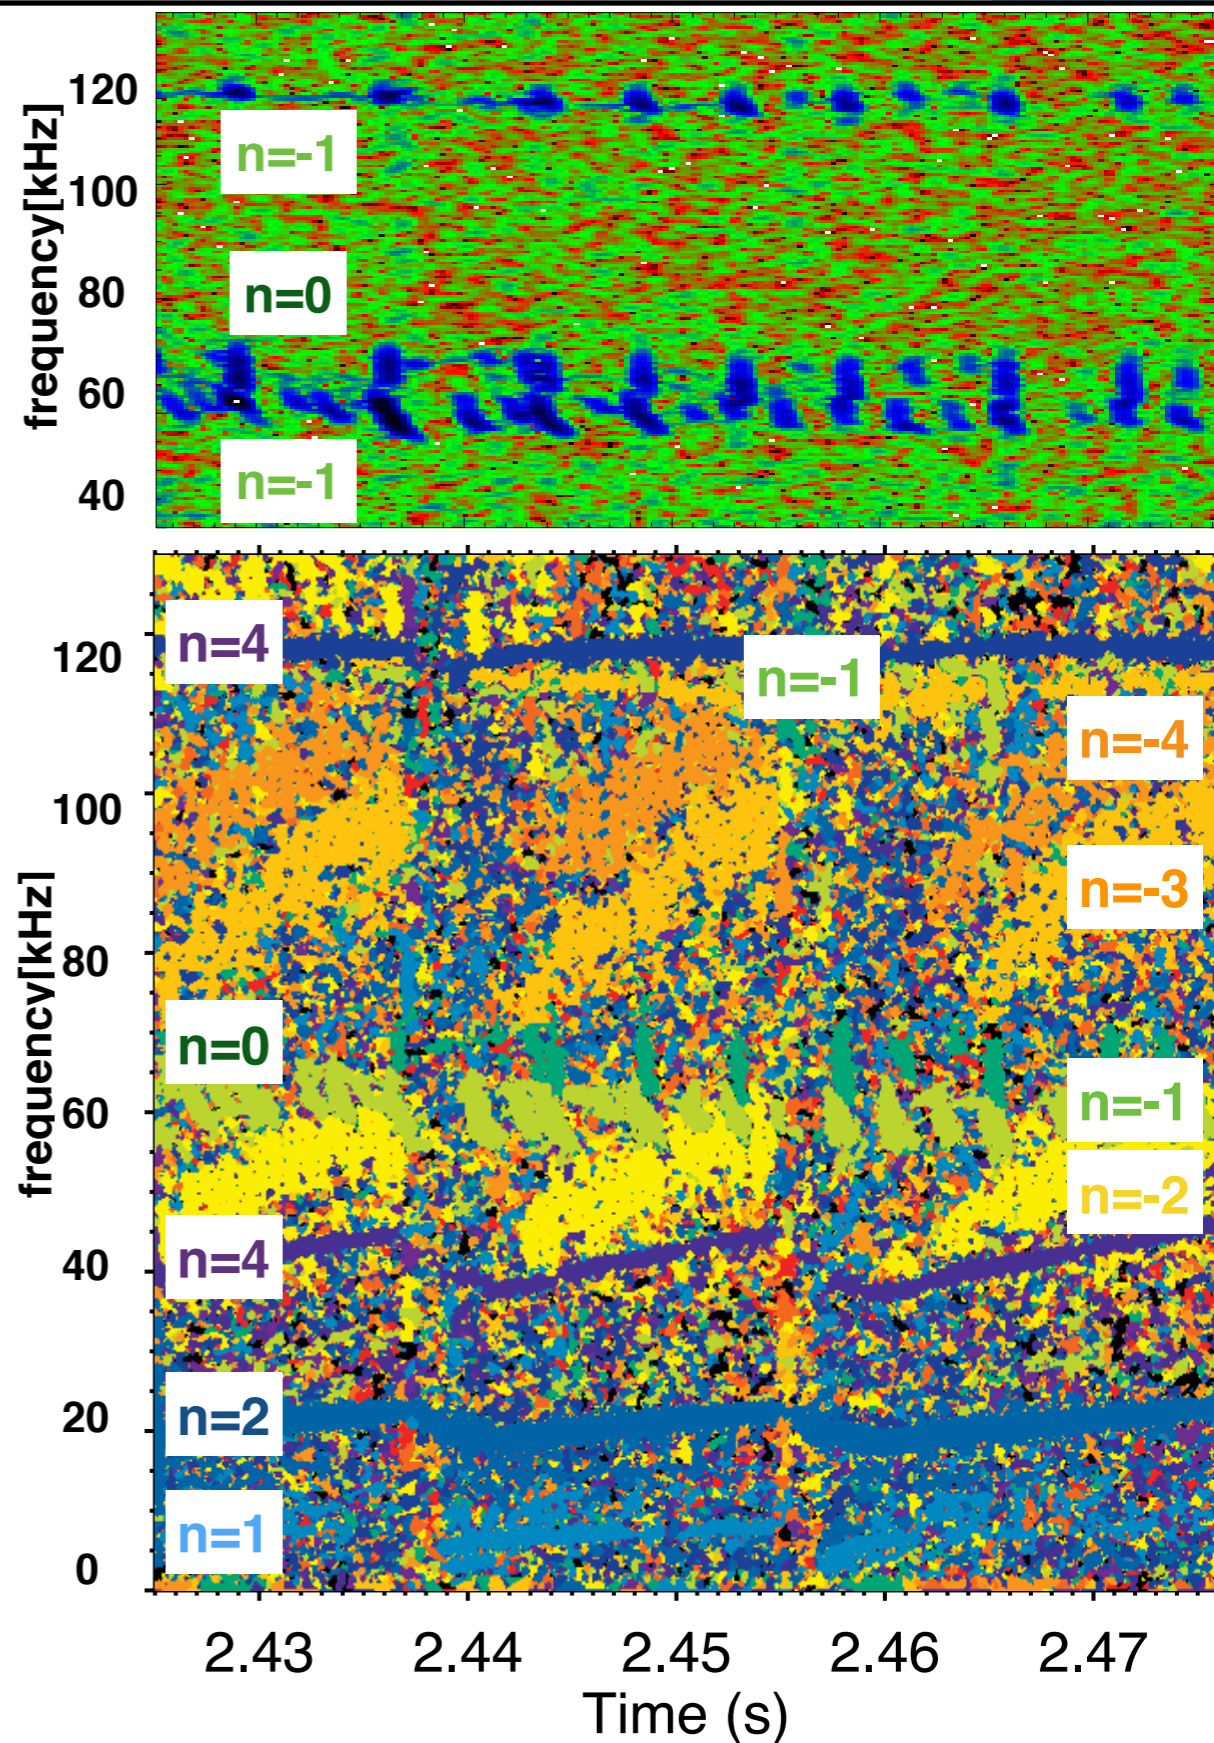 120
n=-1
100
n=0
80
60
n=-1
40
frequency[kHz]
n=4
120
n=-1
n=-4
100
n=-3
80
n=0
60
n=-1
n=-2
n=4
40
n=2
20
n=1
0
frequency[kHz]
2.43 2.44 2.45 2.46 2.47
Time (s)